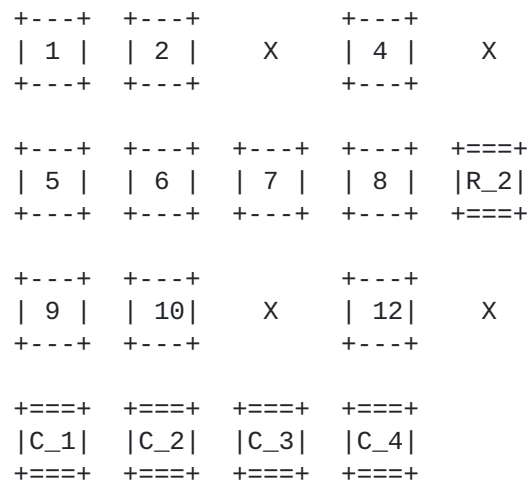 +---+  +---+         +---+
| 1 |  | 2 |    X    | 4 |    X
+---+  +---+         +---+
+---+  +---+  +---+  +---+  +===+
| 5 |  | 6 |  | 7 |  | 8 |  |R_2|
+---+  +---+  +---+  +---+  +===+
+---+  +---+         +---+
| 9 |  | 10|    X    | 12|    X
+---+  +---+         +---+
+===+  +===+  +===+  +===+
|C_1|  |C_2|  |C_3|  |C_4|
+===+  +===+  +===+  +===+